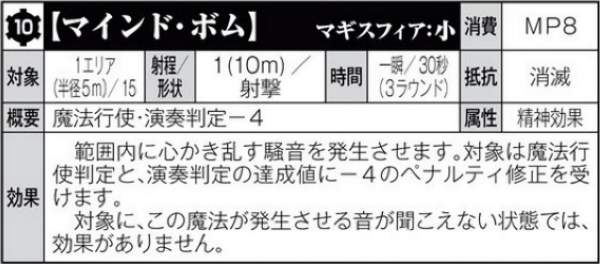 10 【マインド・ボム】 マギスフィア:小 消費 MP8
対象 1エリア(半径5m)/15 射程/形状 1(10m)/射撃 時間 一瞬/30秒(3ラウンド) 抵抗 消滅
概要 魔法行使・演奏判定−4 属性 精神効果
効果
範囲内に心かき乱す騒音を発生させます。対象は魔法行
使判定と、演奏判定の達成値に−4のペナルティ修正を受
けます。
対象に、この魔法が発生させる音が聞こえない状態では、
効果がありません。